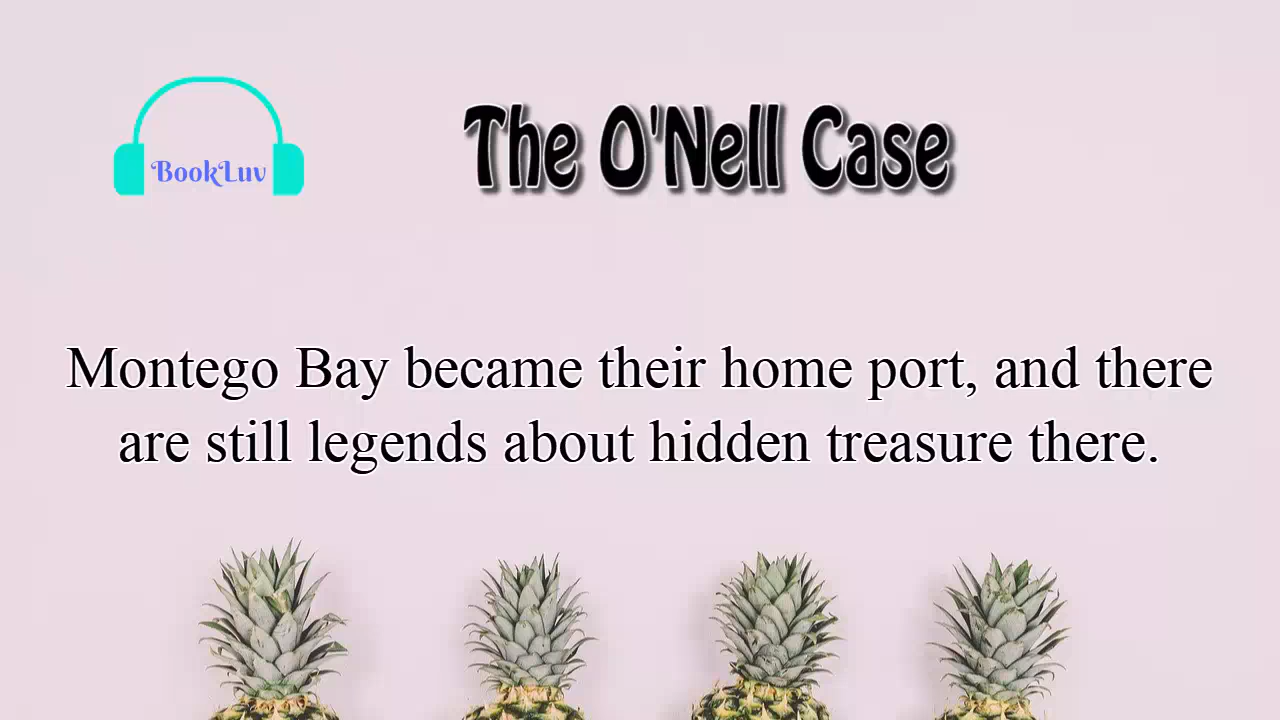 BookLuv
The O'Nell Case
Montego Bay became their home port, and there
are still legends about hidden treasure there.